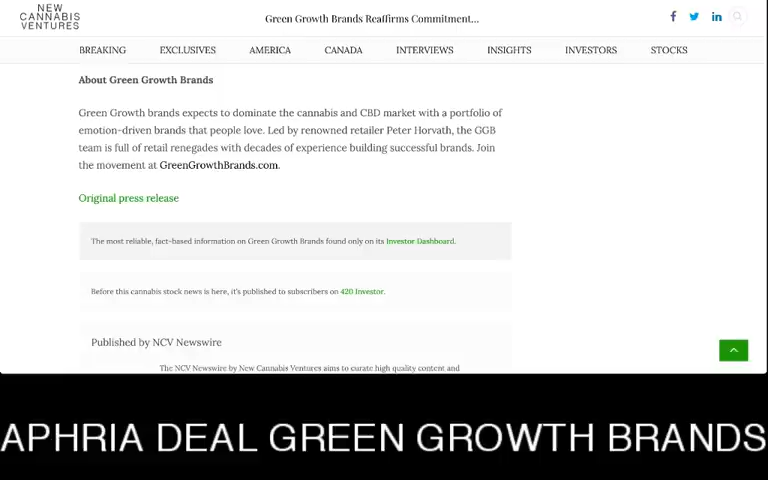 NEW
CANNABIS
VENTURES
Green Growth Brands Reaffirms Commitment...
BREAKING EXCLUSIVES AMERICA CANADA INTERVIEWS INSIGHTS INVESTORS STOCKS
About Green Growth Brands
Green Growth brands expects to dominate the cannabis and CBD market with a portfolio of
emotion-driven brands that people love. Led by renowned retailer Peter Horvath, the GGB
team is full of retail renegades with decades of experience building successful brands. Join
the movement at GreenGrowthBrands.com.
Original press release
The most reliable, fact-based information on Green Growth Brands found only on its Investor Dashboard.
Before this cannabis stock news is here, it's published to subscribers on 420 Investor.
Published by NCV Newswire
The NCV Newswire by New Cannabis Ventures aims to curate high quality content and
APHRIA DEAL GREEN GROWTH BRANDS